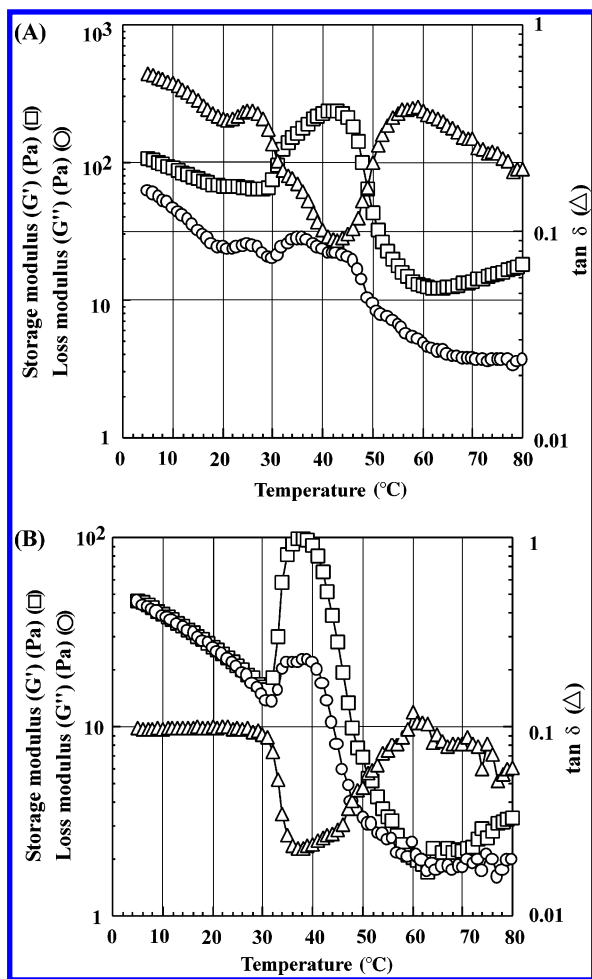 (A)
10³
10²
10
1
1
0.1
0.01
Storage modulus (G') (Pa) (□)
Loss modulus (G") (Pa) (○)
tan δ (△)
0 10 20 30 40 50 60 70 80
Temperature (°C)
(B)
10²
10
1
1
0.1
0.01
Storage modulus (G') (Pa) (□)
Loss modulus (G") (Pa) (○)
tan δ (△)
0 10 20 30 40 50 60 70 80
Temperature (°C)